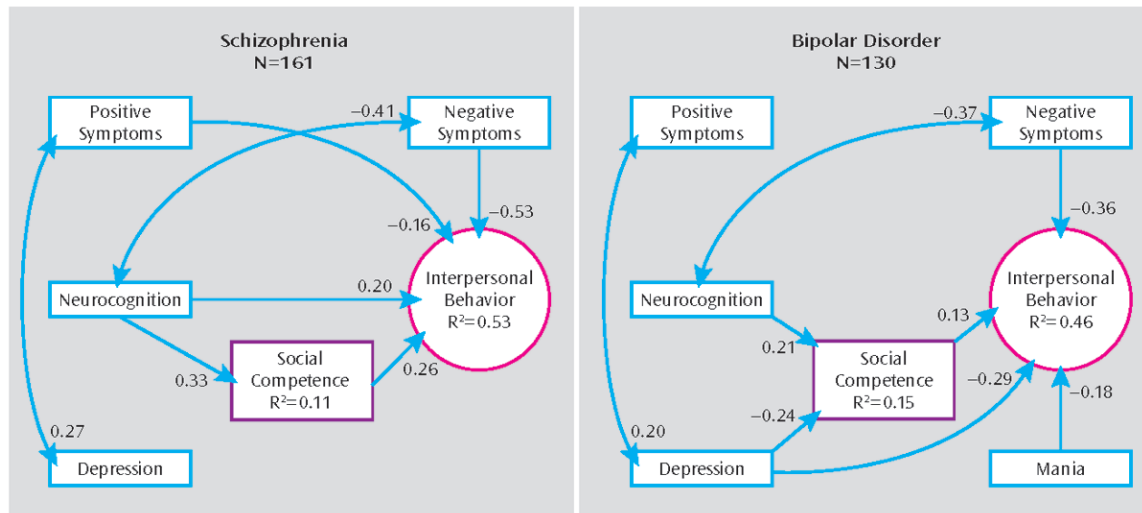 Schizophrenia
N=161
Positive
Symptoms
−0.41
Negative
Symptoms
−0.53
−0.16
Neurocognition
0.20
Interpersonal
Behavior
R²=0.53
0.33
Social
Competence
R²=0.11
0.26
0.27
Depression
Bipolar Disorder
N=130
Positive
Symptoms
−0.37
Negative
Symptoms
−0.36
Neurocognition
Interpersonal
Behavior
R²=0.46
0.13
0.21
Social
Competence
R²=0.15
−0.29
−0.18
−0.24
0.20
Depression
Mania